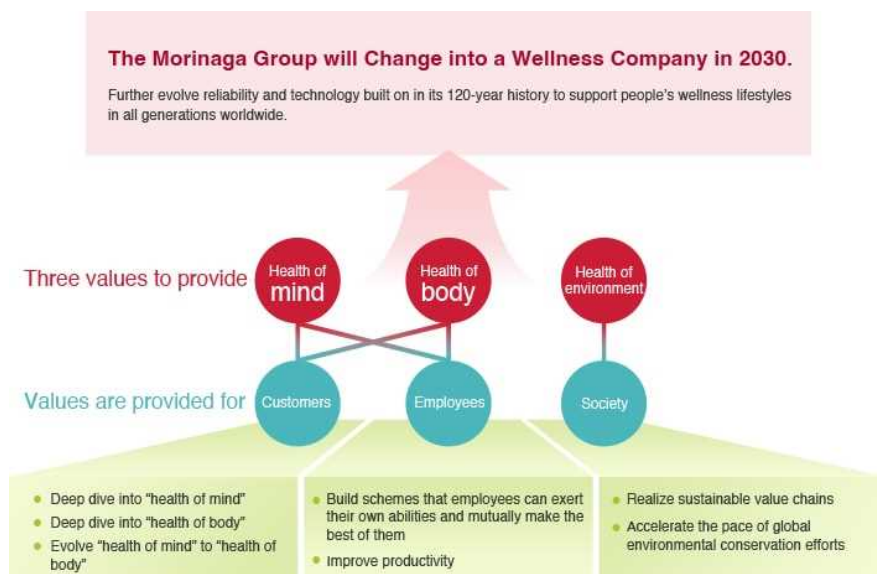 The Morinaga Group will Change into a Wellness Company in 2030.
Further evolve reliability and technology built on in its 120-year history to support people's wellness lifestyles
in all generations worldwide.
Three values to provide
Health of
mind
Health of
body
Health of
environment
Values are provided for
Customers
Employees
Society
• Deep dive into “health of mind”
• Deep dive into “health of body”
• Evolve “health of mind” to “health of
body”
• Build schemes that employees can exert
their own abilities and mutually make the
best of them
• Improve productivity
• Realize sustainable value chains
• Accelerate the pace of global
environmental conservation efforts